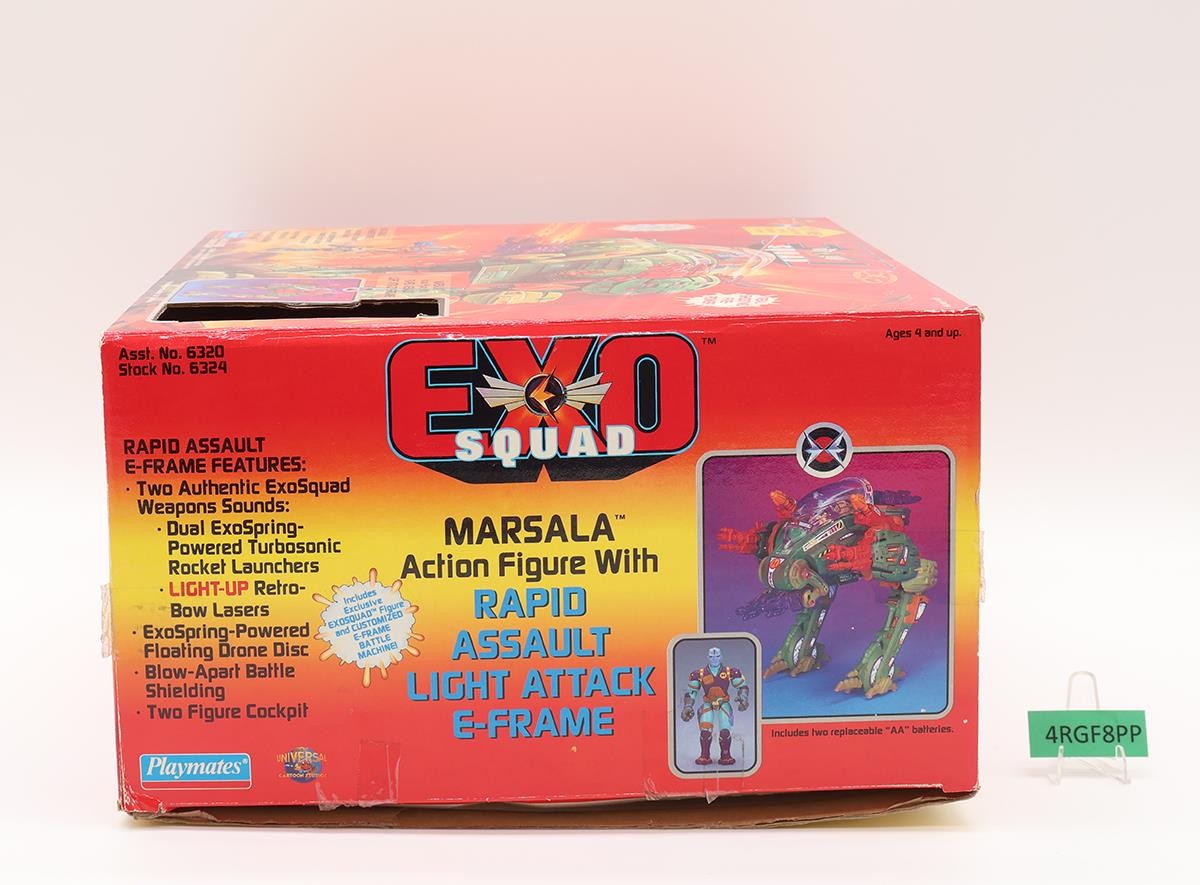 Asst. No. 6320
Stock No. 6324
EXO
SQUAD
™
Ages 4 and up.
RAPID ASSAULT
E-FRAME FEATURES:
· Two Authentic ExoSquad
Weapons Sounds:
· Dual ExoSpring-
Powered Turbosonic
Rocket Launchers
· LIGHT-UP Retro-
Bow Lasers
· ExoSpring-Powered
Floating Drone Disc
· Blow-Apart Battle
Shielding
· Two Figure Cockpit
Includes
Exclusive
EXOSQUAD™ Figure
and CUSTOMIZED
E-FRAME
BATTLE
MACHINE!
MARSALA™
Action Figure With
RAPID
ASSAULT
LIGHT ATTACK
E-FRAME
Includes two replaceable "AA" batteries.
Playmates®
UNIVERSAL
CARTOON STUDIOS
4RGF8PP